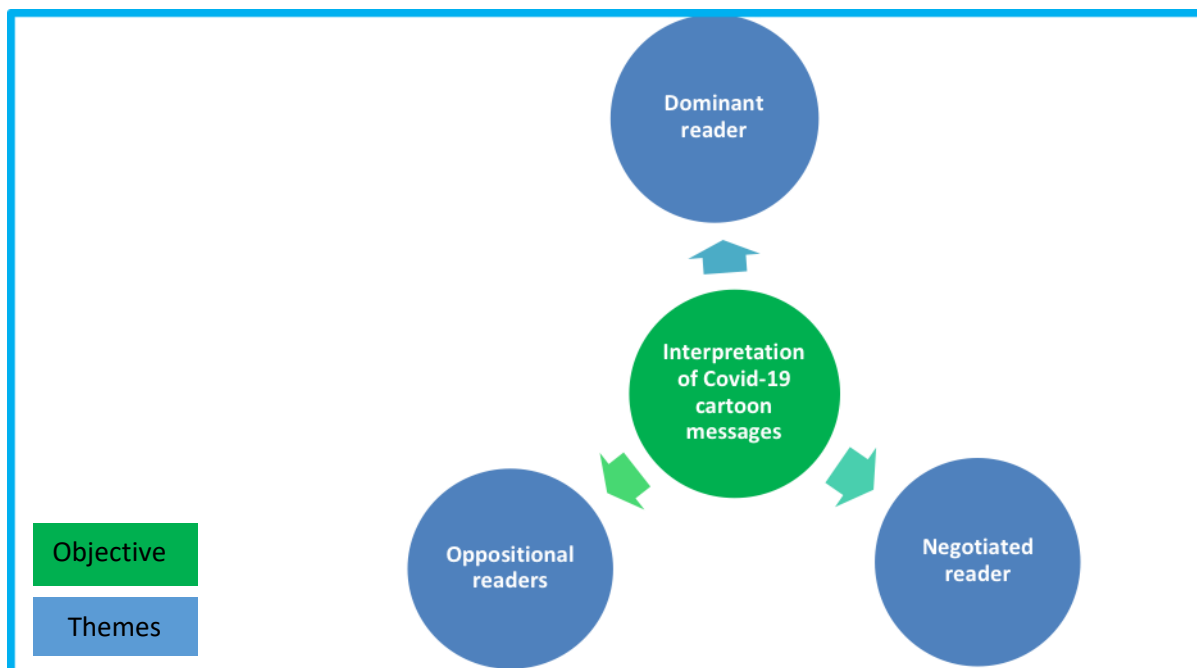 Dominant
reader
Interpretation
of Covid-19
cartoon
messages
Oppositional
readers
Negotiated
reader
Objective
Themes